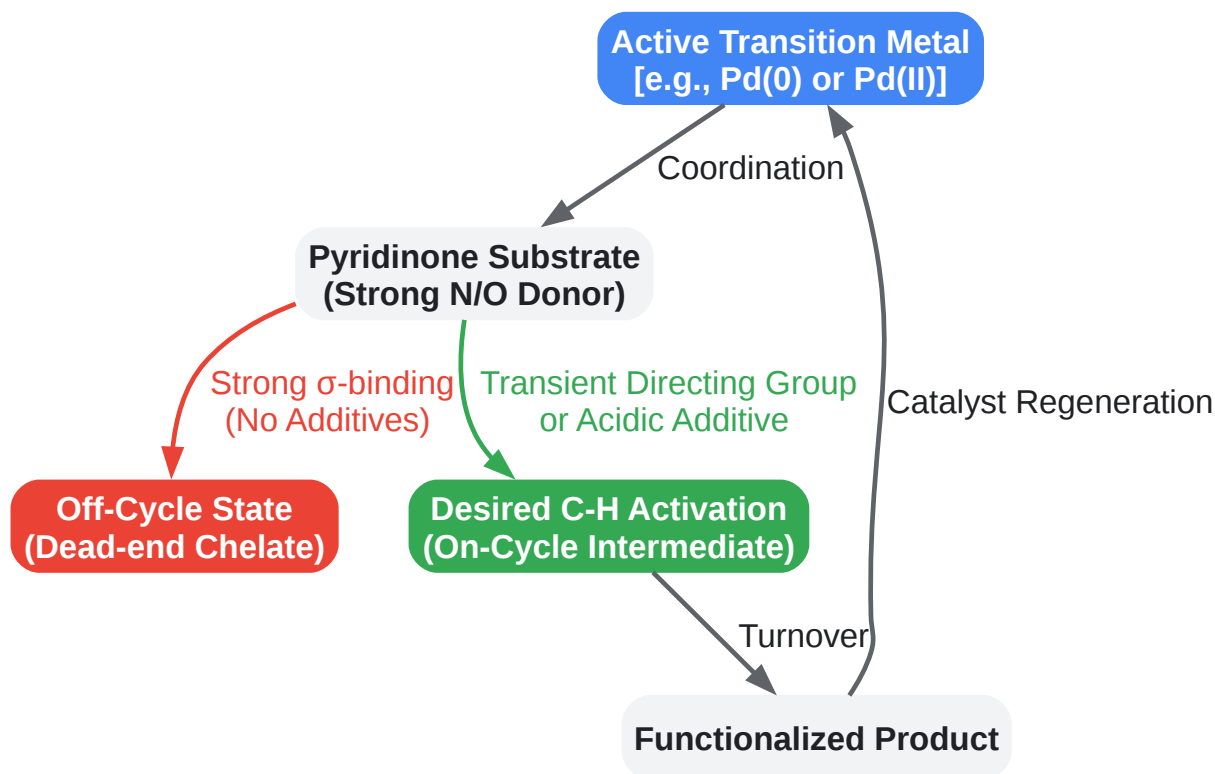 Active Transition Metal
[e.g., Pd(0) or Pd(II)]
Coordination
Pyridinone Substrate
(Strong N/O Donor)
Strong σ-binding
(No Additives)
Transient Directing Group
or Acidic Additive
Catalyst Regeneration
Off-Cycle State
(Dead-end Chelate)
Desired C-H Activation
(On-Cycle Intermediate)
Turnover
Functionalized Product